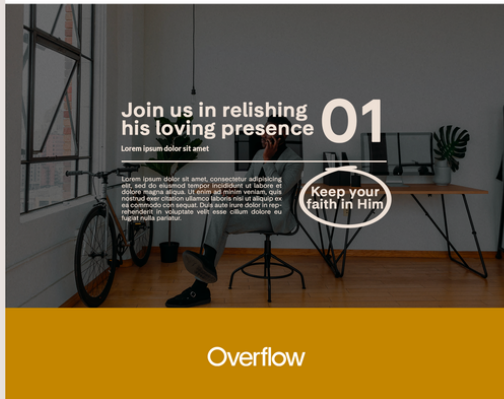 Join us in relishing
his loving presence
01
Lorem ipsum dolor sit amet
Lorem ipsum dolor sit amet, consectetur adipisicing
elit, sed do eiusmod tempor incididunt ut labore et
dolore magna aliqua. Ut enim ad minim veniam, quis
nostrud exer citation ullamco laboris nisi ut aliquip ex
ea commodo con sequat. Duis aute irure dolor in rep-
rehenderit in voluptate velit esse cillum dolore eu
fugiat nulla pariatur.
Keep your
faith in Him
Overflow